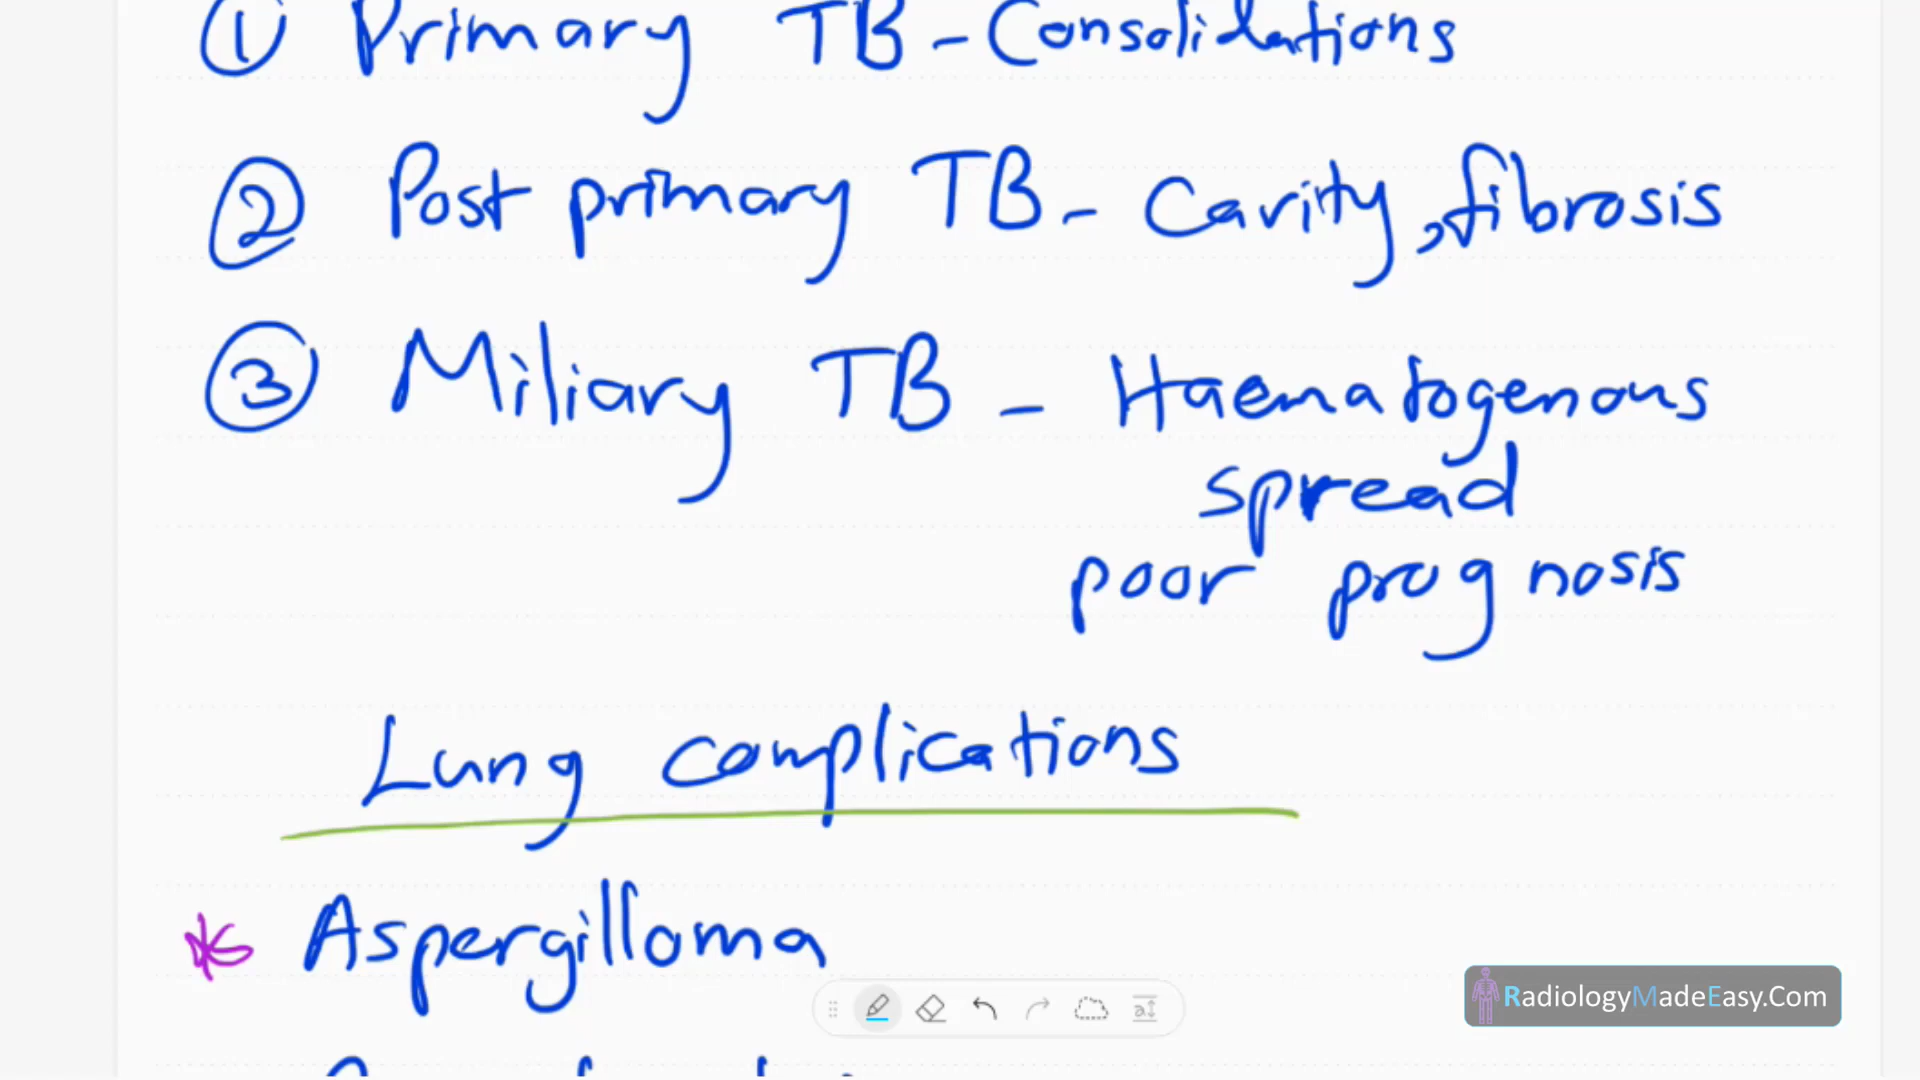 ① Primary TB - Consolidations
② Post primary TB - Cavity, fibrosis
③ Miliary TB - Haematogenous
spread
poor prognosis
Lung complications
* Aspergilloma
RadiologyMadeEasy.Com